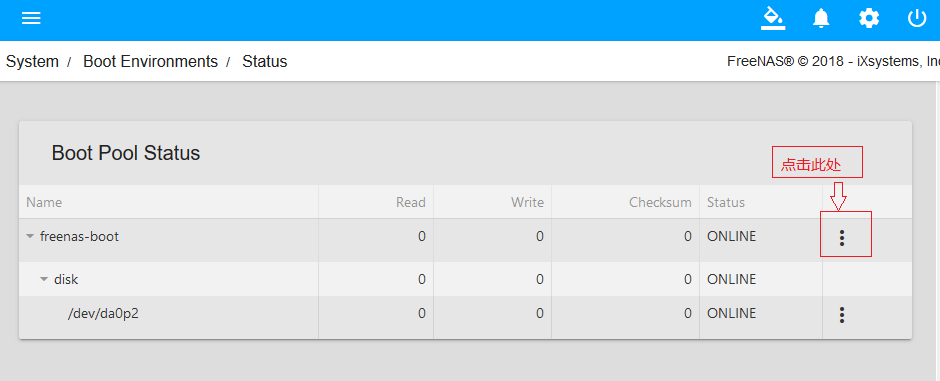 System / Boot Environments / Status
FreeNAS® © 2018 - iXsystems, Inc
Boot Pool Status
点击此处
Name Read Write Checksum Status
freenas-boot 0 0 0 ONLINE
disk 0 0 0 ONLINE
/dev/da0p2 0 0 0 ONLINE